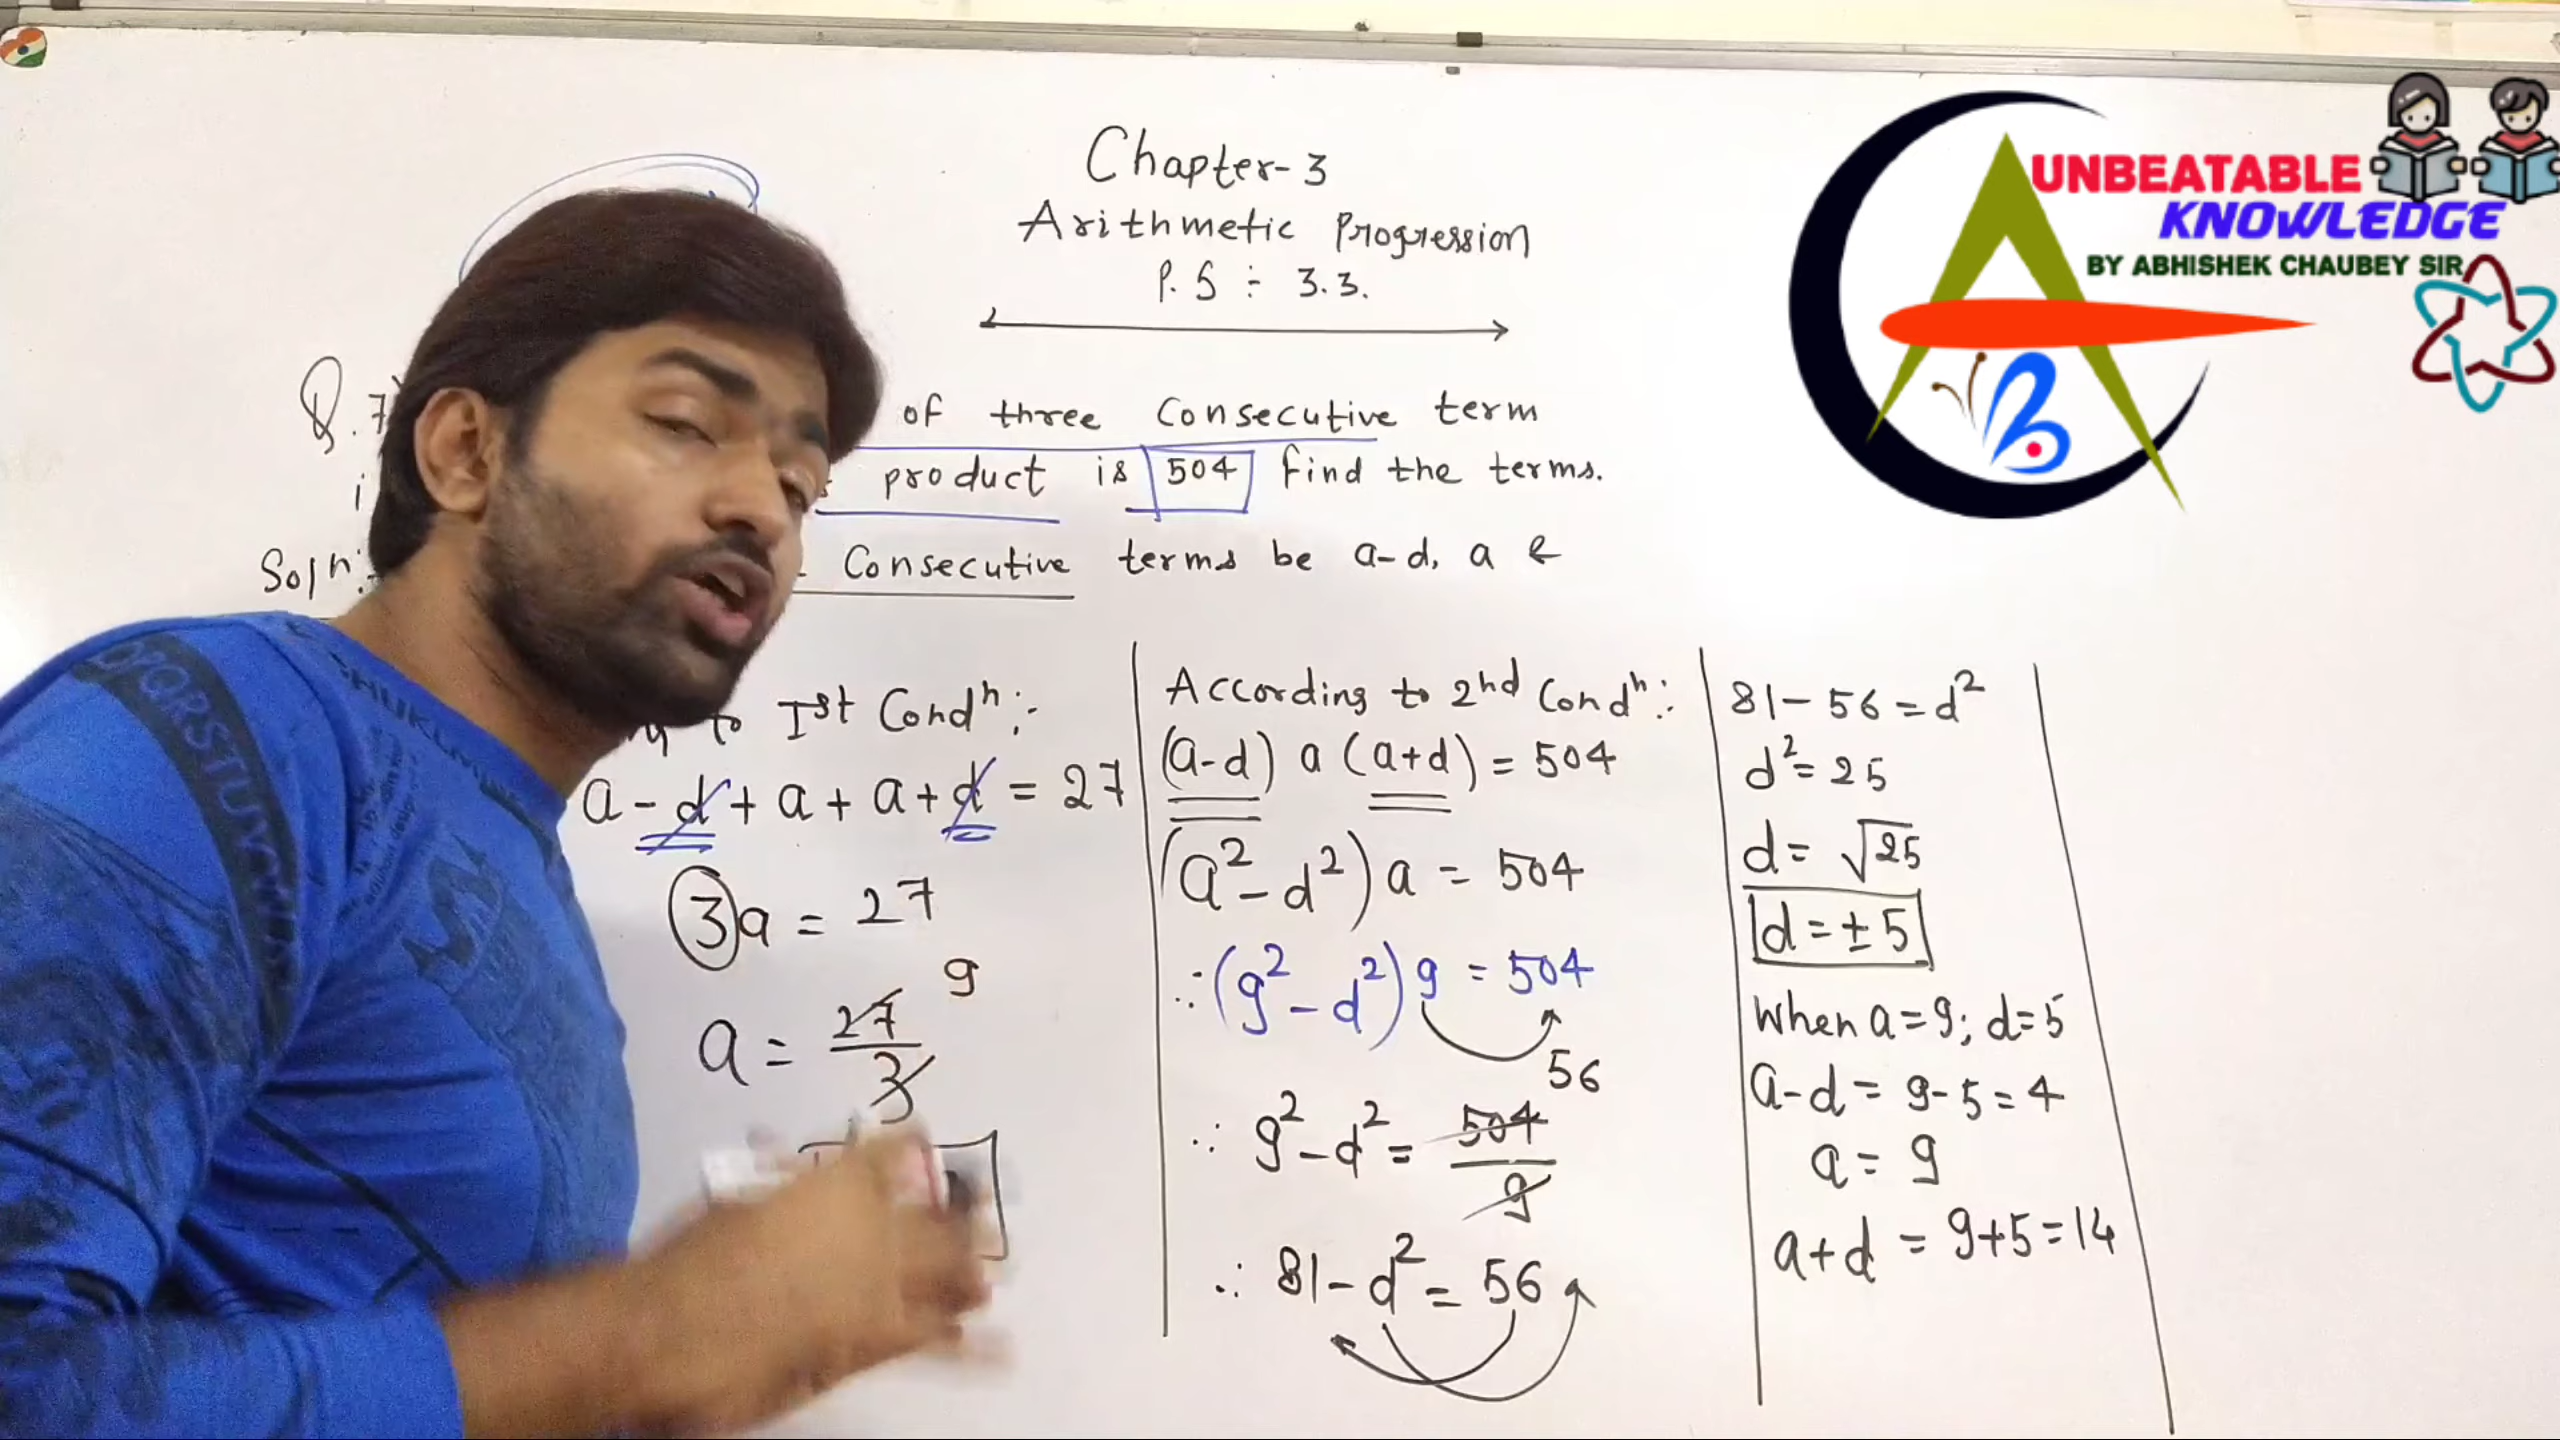 Chapter-3
Arithmetic Progression
P. S ÷ 3.3.
UNBEATABLE
KNOWLEDGE
BY ABHISHEK CHAUBEY SIR
Q.7) of three Consecutive term
product is 504 find the terms.
Solⁿ:- Consecutive terms be a-d, a &
to Ist Condⁿ:-
a - d + a + a + d = 27
3a = 27
9
a = 27/3
According to 2nd Condⁿ:-
(a-d) a (a+d) = 504
(a² - d²) a = 504
∴ (9² - d²) 9 = 504
56
∴ 9² - d² = 504/9
∴ 81 - d² = 56
81 - 56 = d²
d² = 25
d = √25
d = ± 5
When a = 9; d = 5
a-d = 9-5 = 4
a = 9
a+d = 9+5 = 14